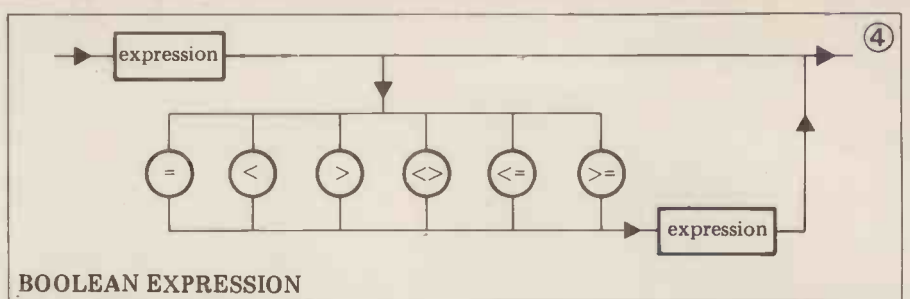 ④
expression
= < > <> <= >=
expression
BOOLEAN EXPRESSION